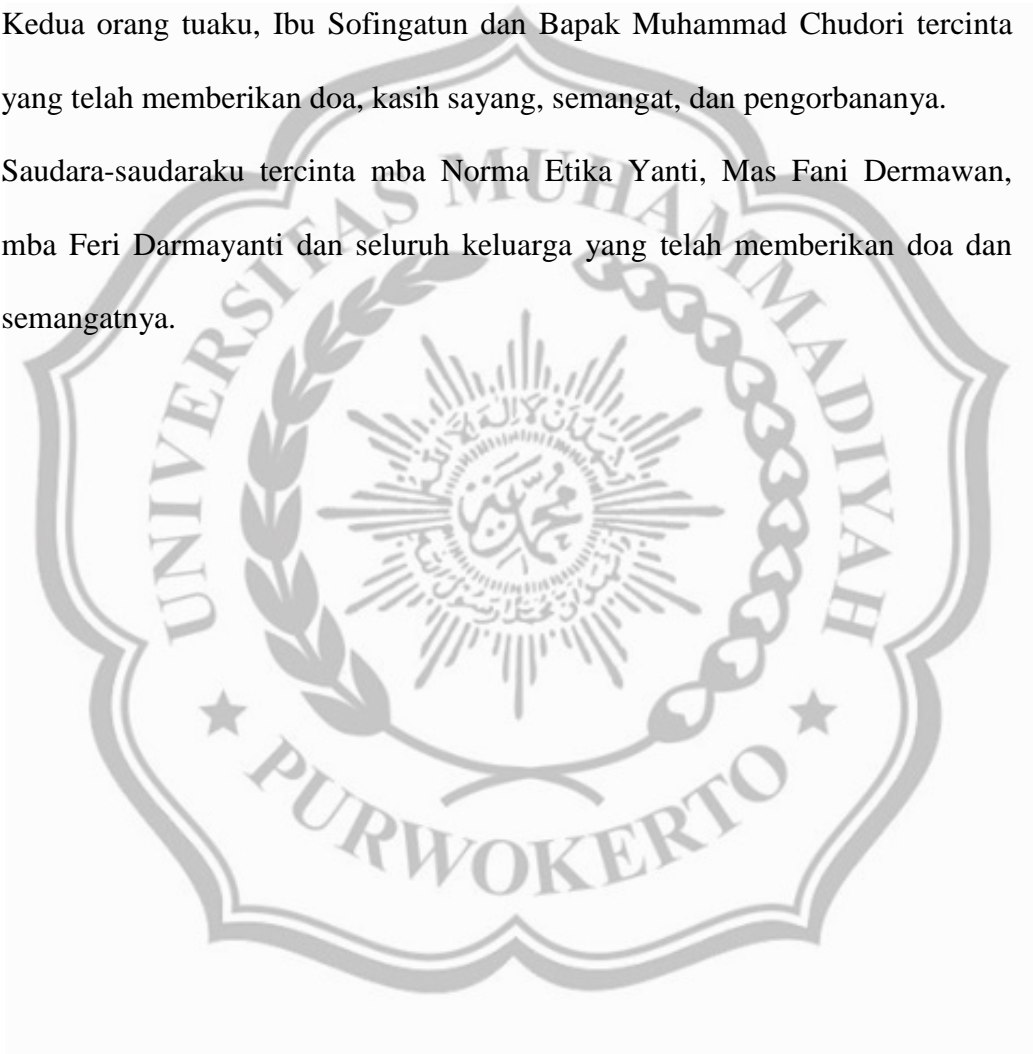 Kedua orang tuaku, Ibu Sofingatun dan Bapak Muhammad Chudori tercinta
yang telah memberikan doa, kasih sayang, semangat, dan pengorbananya.
Saudara-saudaraku tercinta mba Norma Etika Yanti, Mas Fani Dermawan,
mba Feri Darmayanti dan seluruh keluarga yang telah memberikan doa dan
semangatnya.
UNIVERSITAS MUHAMMADIYAH
محمدية
PURWOKERTO